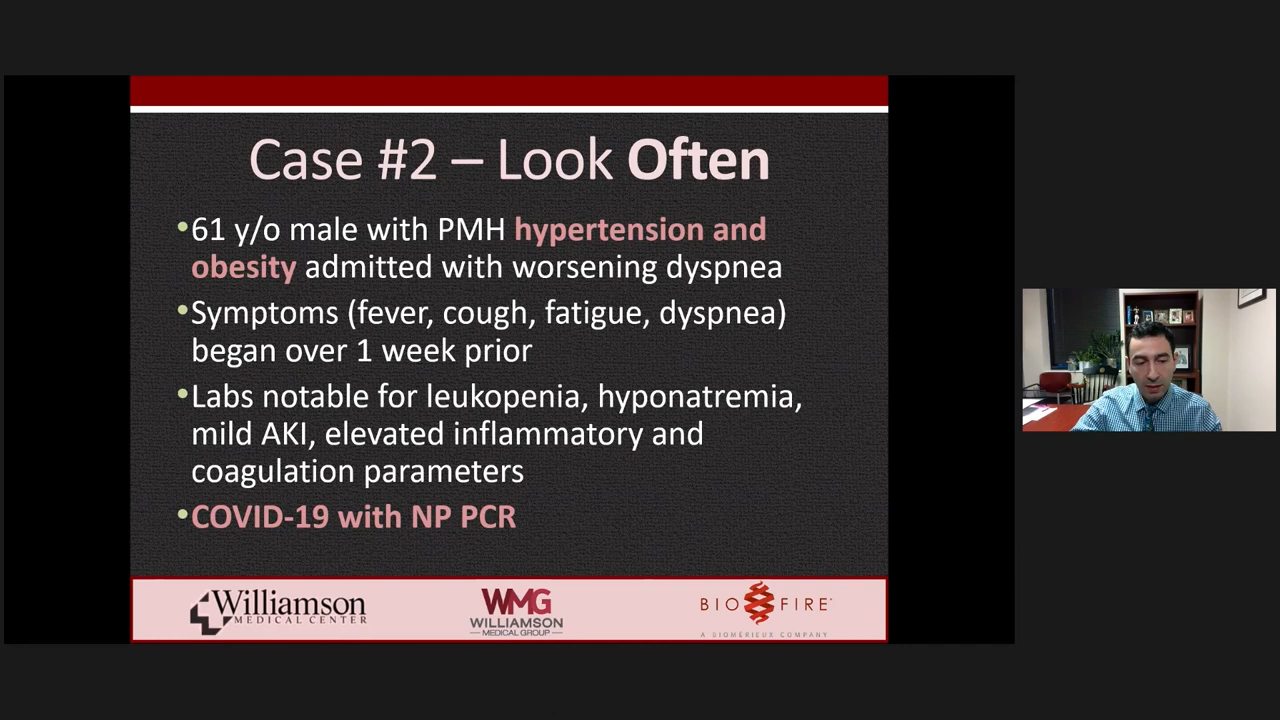 Case #2 – Look Often
•61 y/o male with PMH hypertension and
obesity admitted with worsening dyspnea
•Symptoms (fever, cough, fatigue, dyspnea)
began over 1 week prior
•Labs notable for leukopenia, hyponatremia,
mild AKI, elevated inflammatory and
coagulation parameters
•COVID-19 with NP PCR
Williamson
MEDICAL CENTER
WMG
WILLIAMSON
MEDICAL GROUP
BIO FIRE
A BIOMÉRIEUX COMPANY